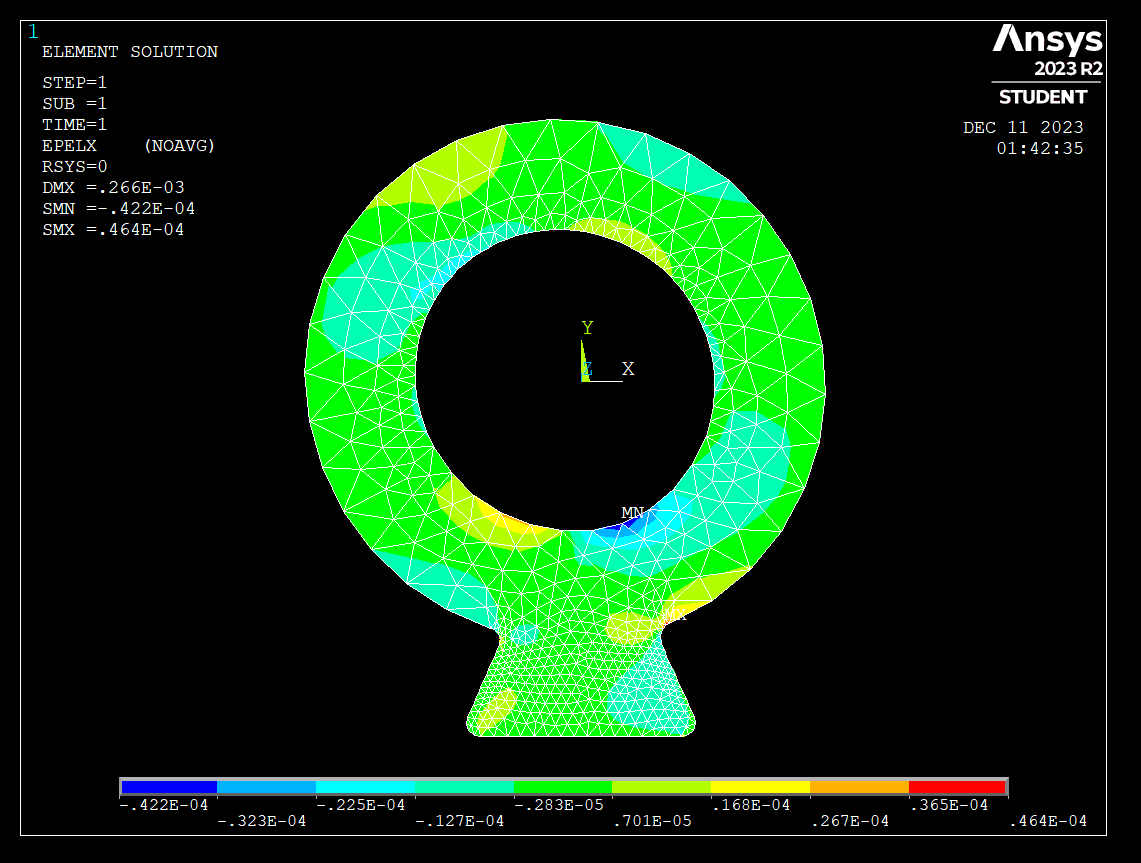 1
ELEMENT SOLUTION
STEP=1
SUB =1
TIME=1
EPELX (NOAVG)
RSYS=0
DMX =.266E-03
SMN =-.422E-04
SMX =.464E-04
Ansys
2023 R2
STUDENT
DEC 11 2023
01:42:35
Y
Z X
MN
MX
-.422E-04 -.225E-04 -.283E-05 .168E-04 .365E-04
-.323E-04 -.127E-04 .701E-05 .267E-04 .464E-04